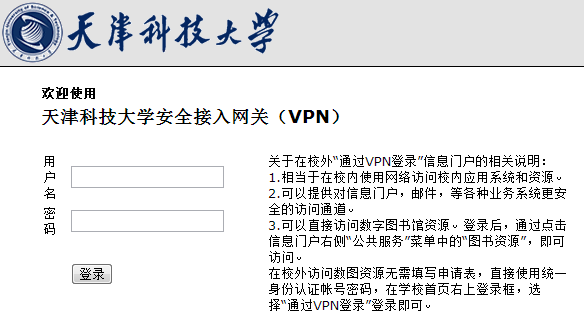 天津科技大学
欢迎使用
天津科技大学安全接入网关（VPN）
用户名
密码
登录
关于在校外“通过VPN登录”信息门户的相关说明：
1.相当于在校内使用网络访问校内应用系统和资源。
2.可以提供对信息门户，邮件，等各种业务系统更安
全的访问通道。
3.可以直接访问数字图书馆资源。登录后，通过点击
信息门户右侧“公共服务”菜单中的“图书资源”，即可
访问。
在校外访问数图资源无需填写申请表，直接使用统一
身份认证帐号密码，在学校首页右上登录框，选
择“通过VPN登录”登录即可。